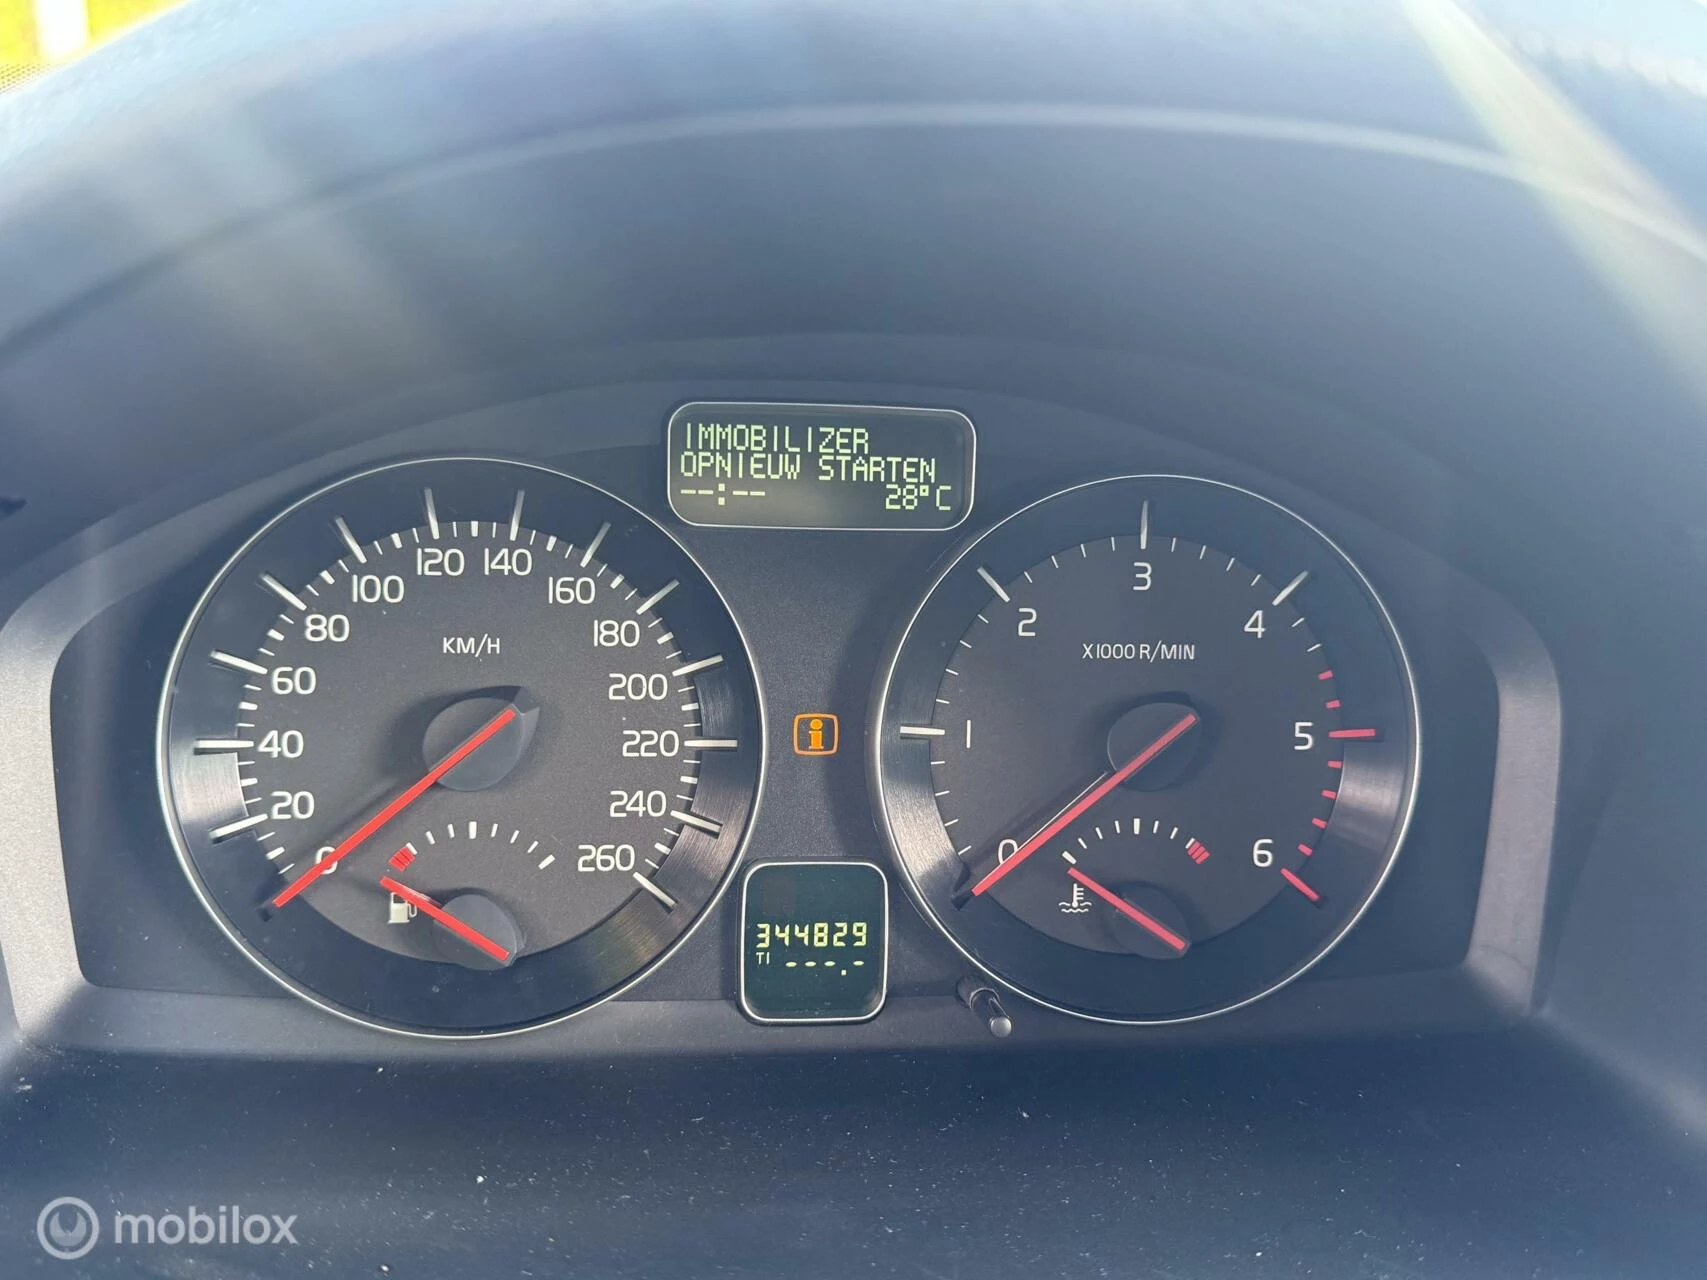 IMMOBILIZER
OPNIEUW STARTEN
--:-- 28°C
0 20 40 60 80 100 120 140 160 180 200 220 240 260
KM/H
0 1 2 3 4 5 6
X1000 R/MIN
i
344829
T1 ---.-
mobilox